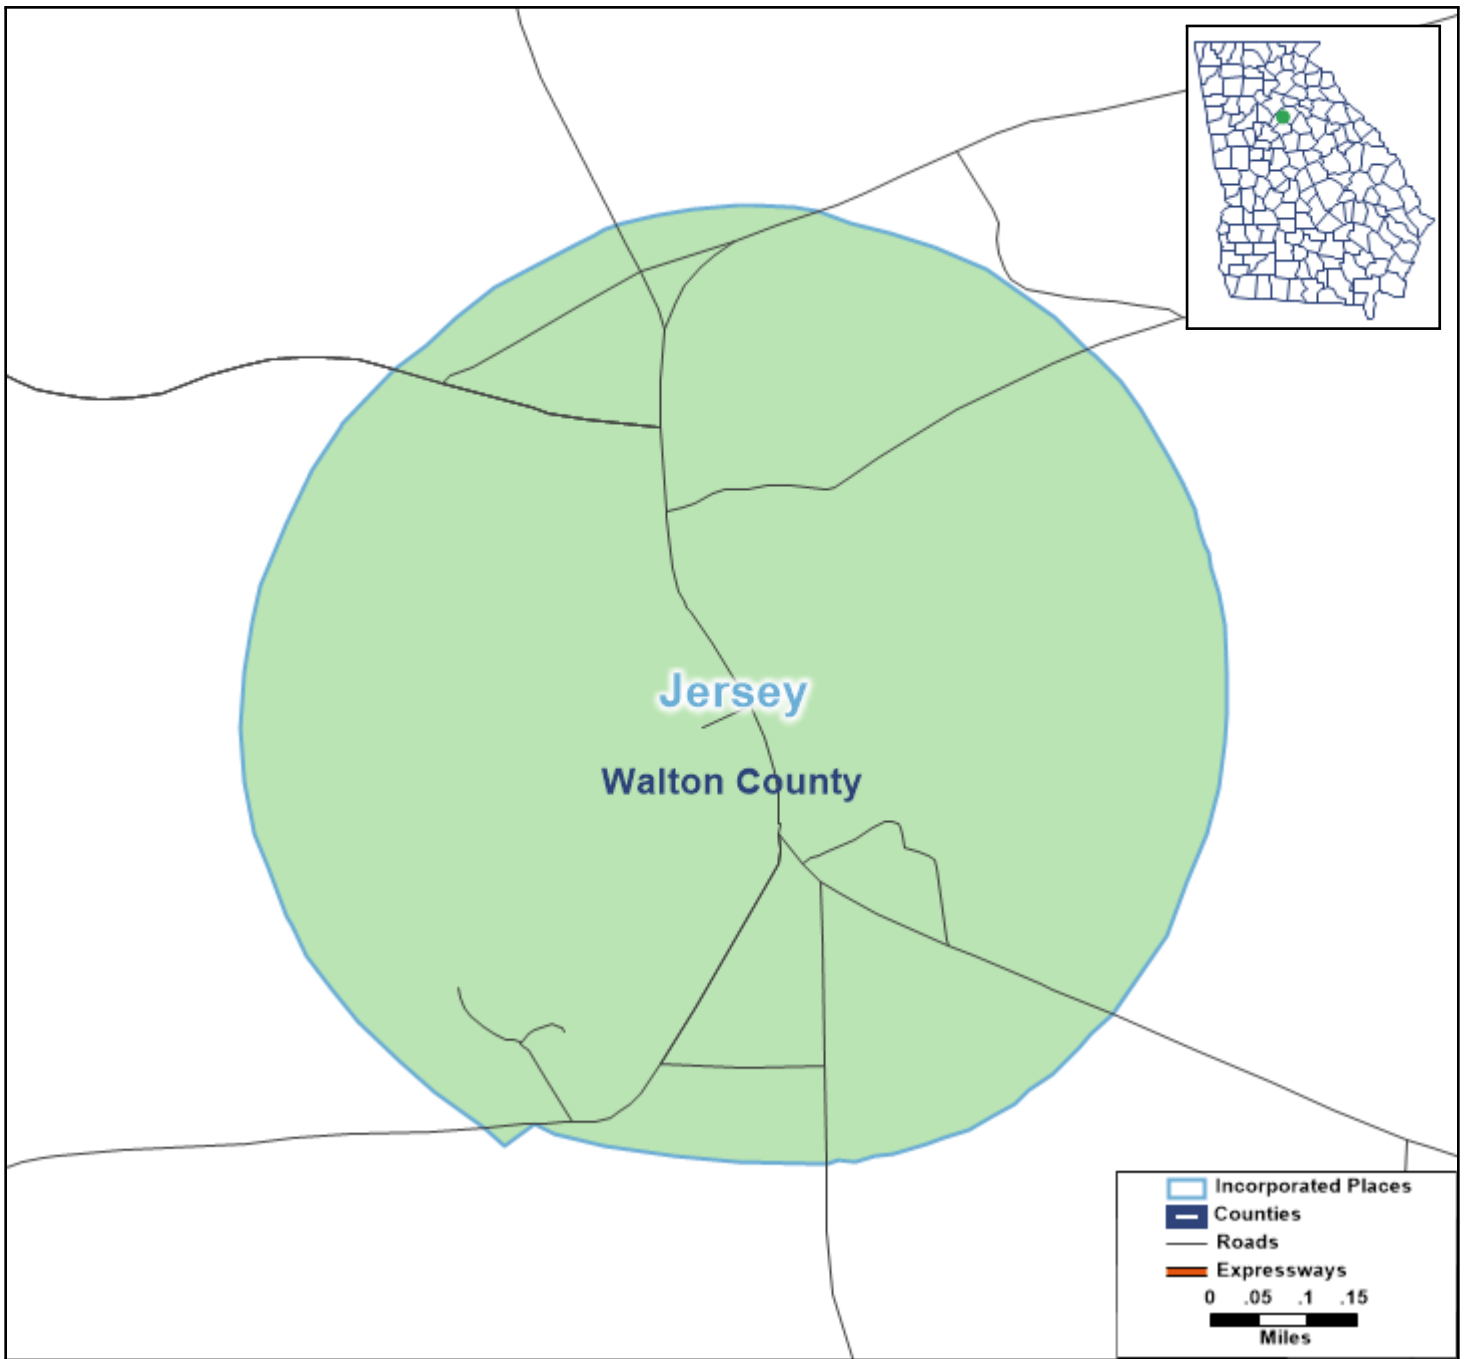 Jersey
Walton County
Incorporated Places
Counties
Roads
Expressways
0 .05 .1 .15
Miles